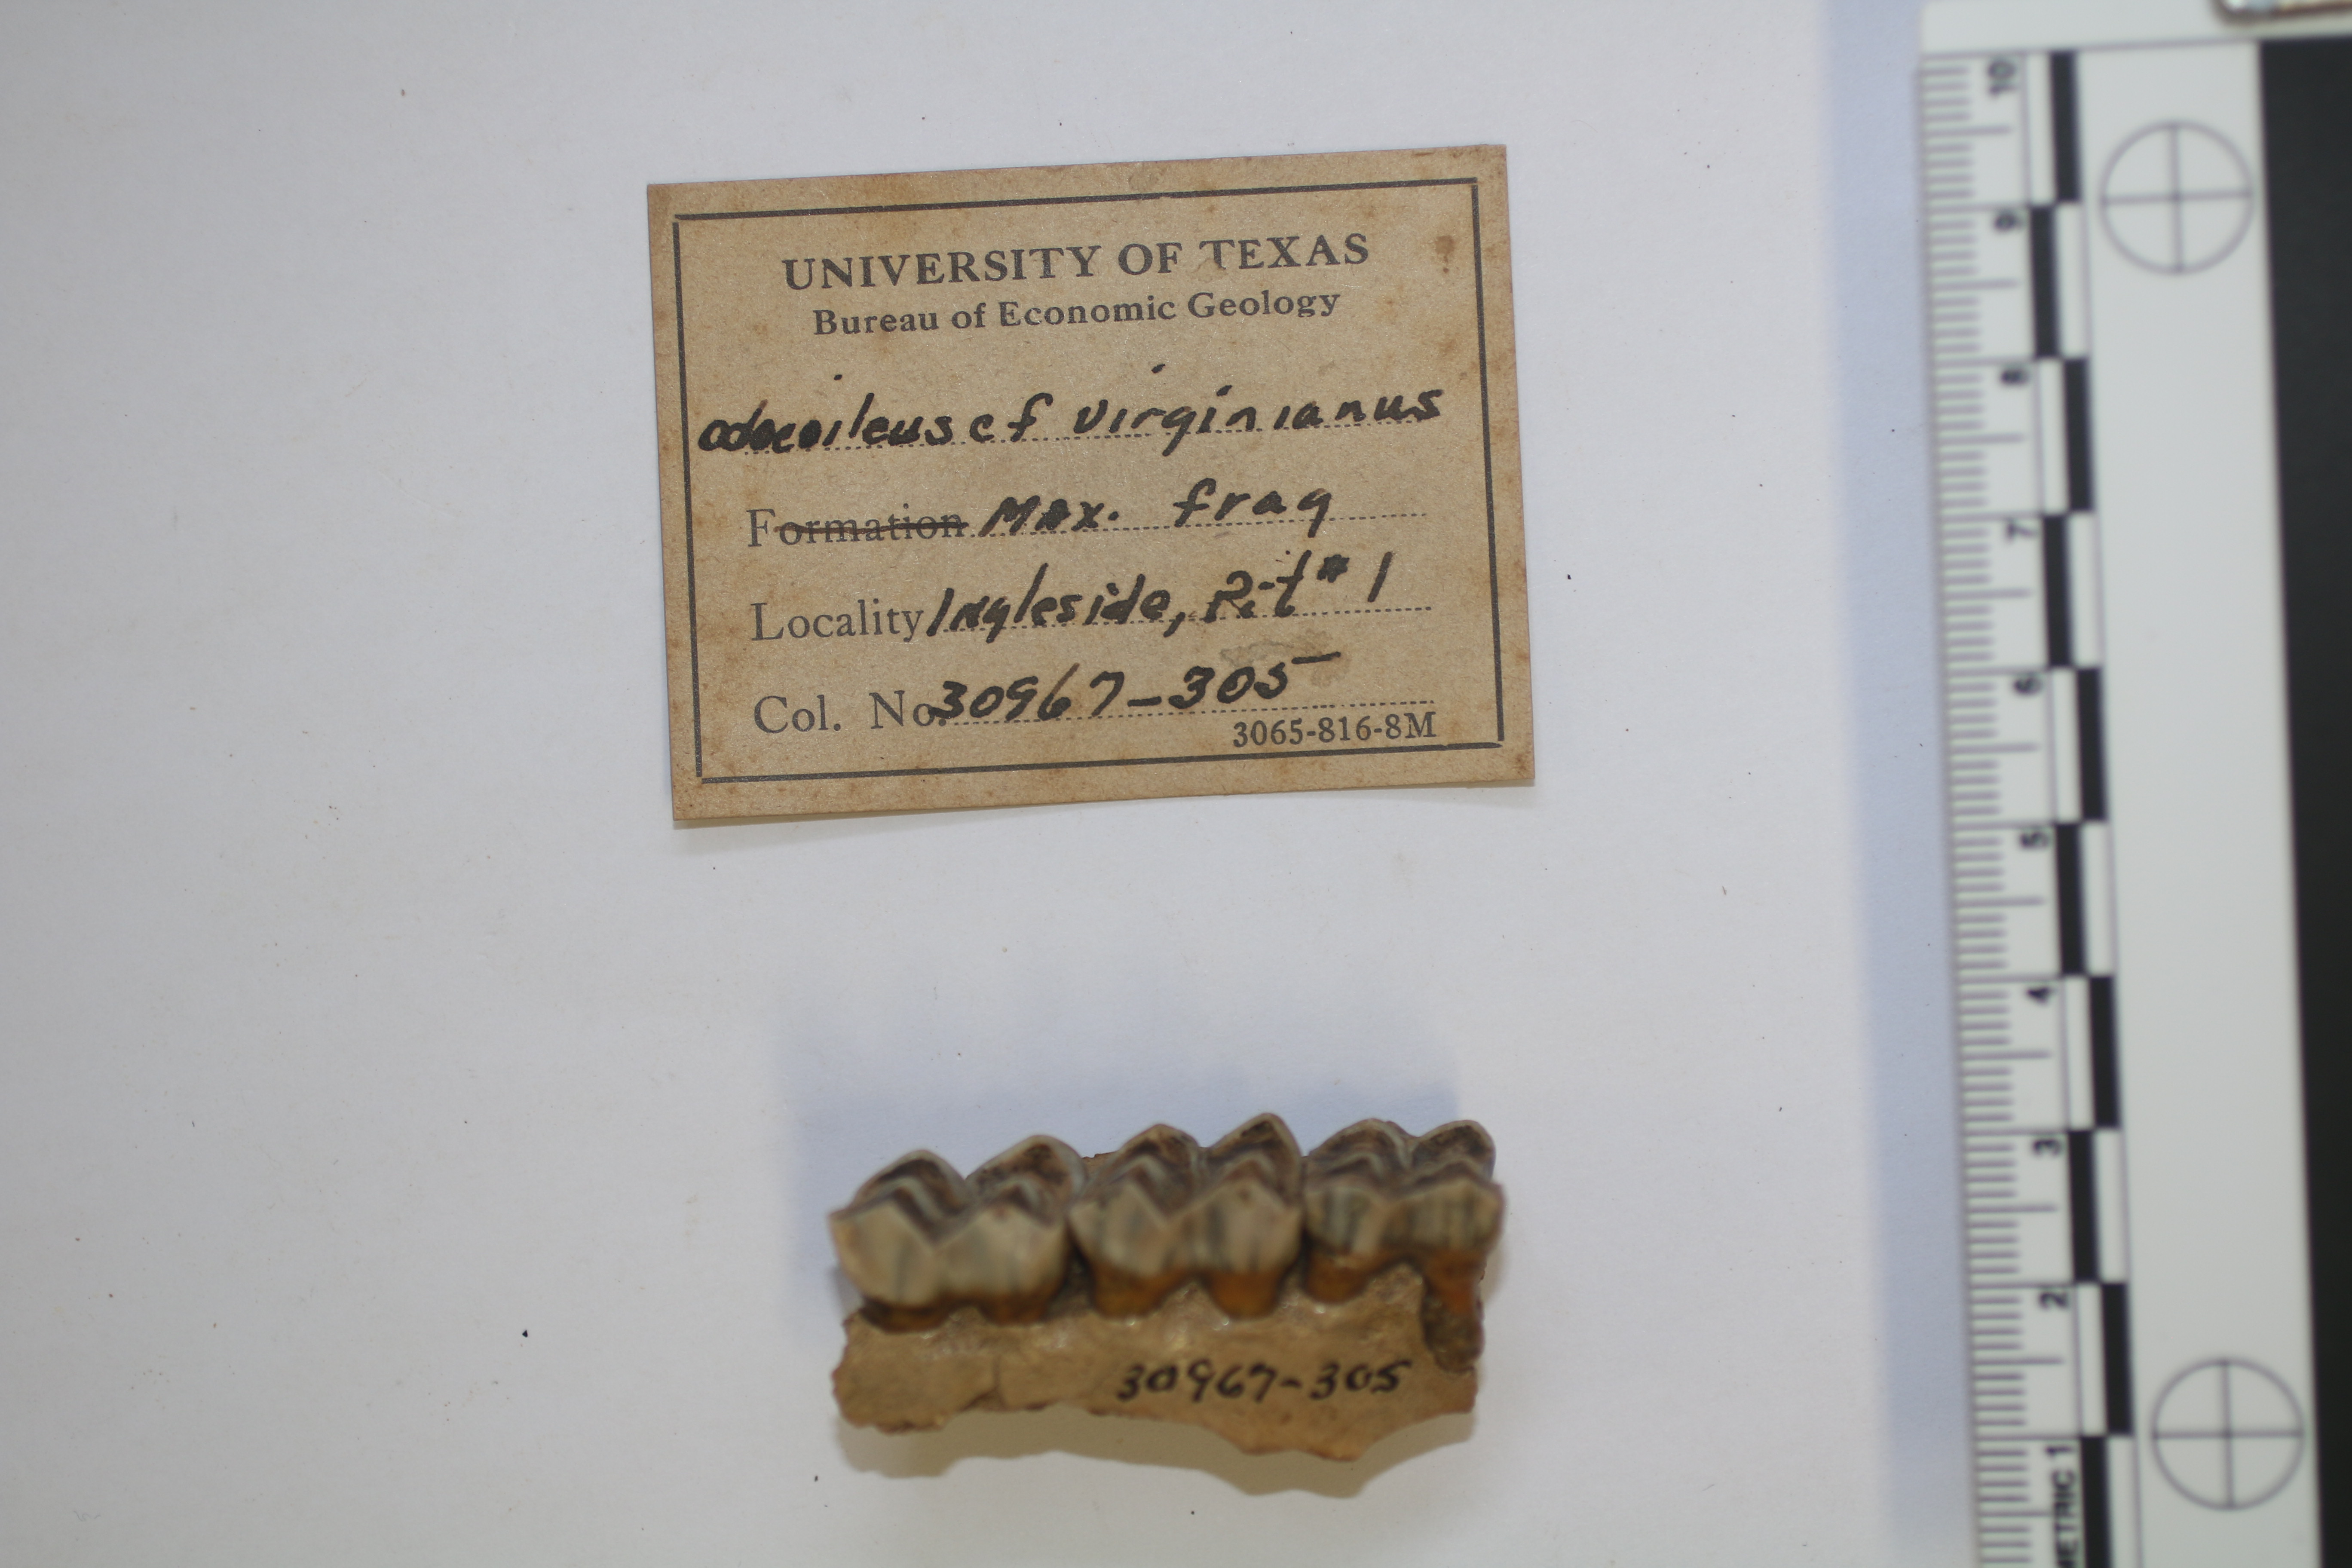 UNIVERSITY OF TEXAS
Bureau of Economic Geology
odocoileus cf virginianus
Formation Max. frag
Locality Ingleside, Pit #1
Col. No. 30967-305
3065-816-8M
30967-305
METRIC 1 2 3 4 5 6 7 8 9 10